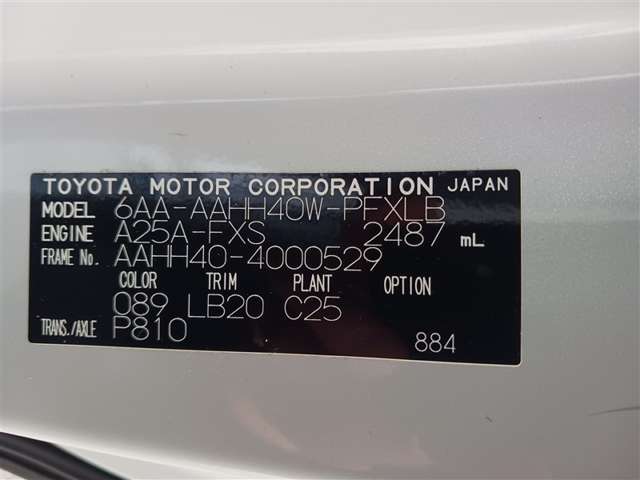 TOYOTA MOTOR CORPORATION JAPAN
MODEL 6AA-AAHH40W-PFXLB
ENGINE A25A-FXS 2487 mL
FRAME No. AAHH40-4000529
COLOR TRIM PLANT OPTION
089 LB20 C25
TRANS./AXLE P810
884